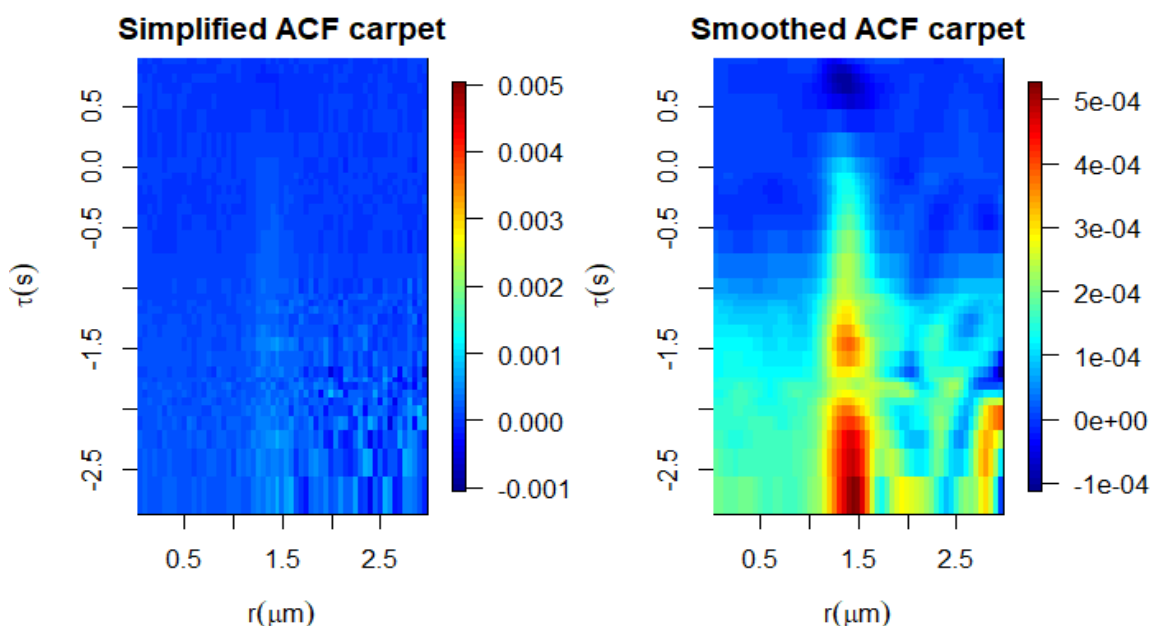 Simplified ACF carpet
0.5
0.0
-0.5
-1.5
-2.5
τ(s)
0.5 1.5 2.5
r(μm)
0.005
0.004
0.003
0.002
0.001
0.000
-0.001
Smoothed ACF carpet
0.5
0.0
-0.5
-1.5
-2.5
τ(s)
0.5 1.5 2.5
r(μm)
5e-04
4e-04
3e-04
2e-04
1e-04
0e+00
-1e-04